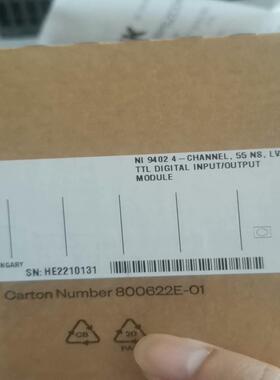 NI 9402 4-CHANNEL, 55 NS, LV
TTL DIGITAL INPUT/OUTPUT
MODULE
NGARY
SN: HE2210131
Carton Number 800622E-01
CB
20
PA